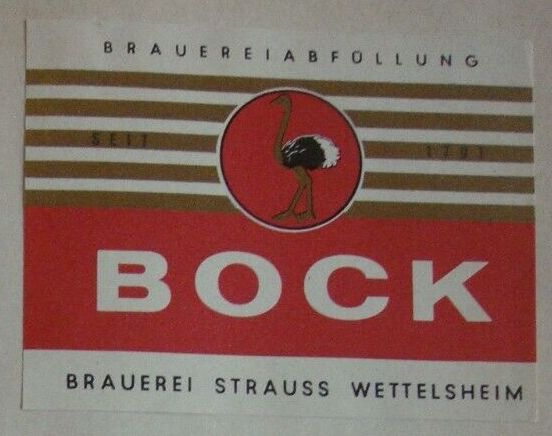 BRAUEREIABFÜLLUNG
SEIT 1791
BOCK
BRAUEREI STRAUSS WETTELSHEIM